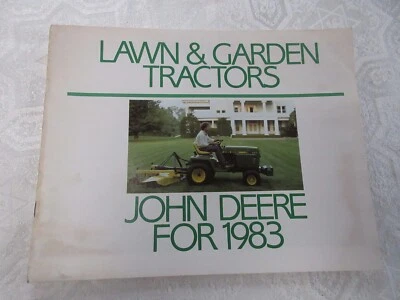 LAWN & GARDEN
TRACTORS
JOHN DEERE
FOR 1983